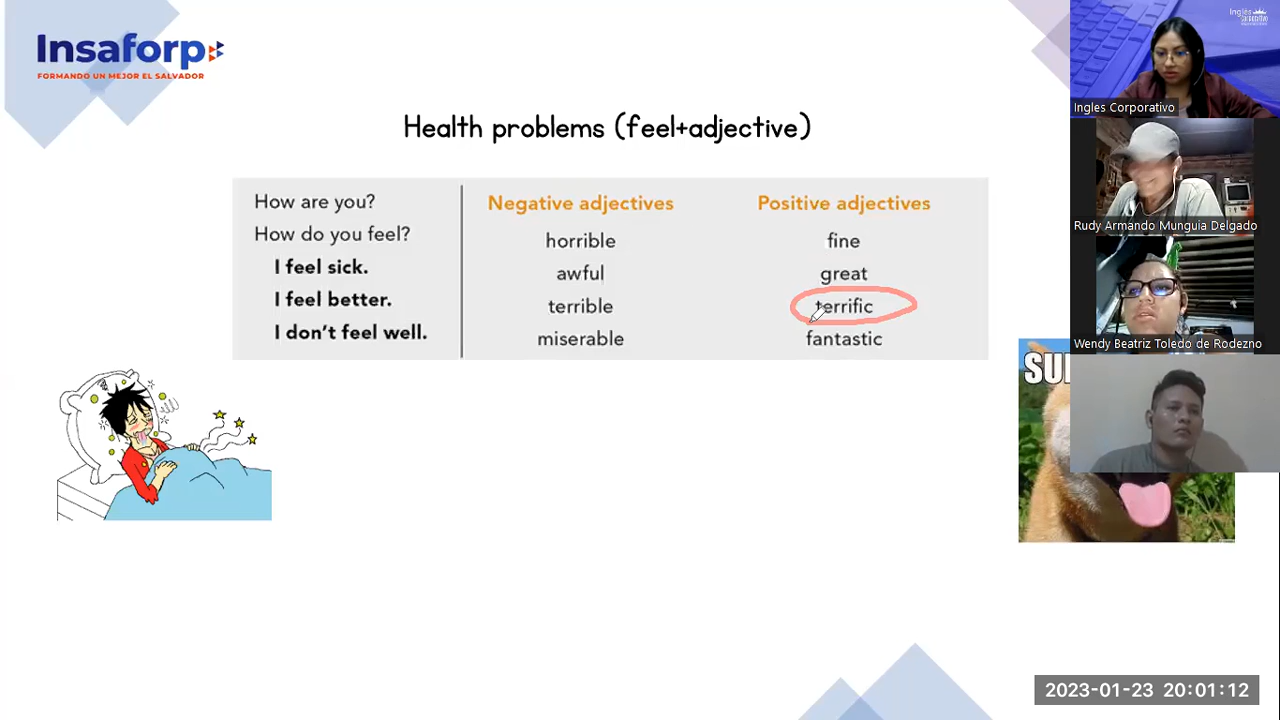 Insaforp
FORMANDO UN MEJOR EL SALVADOR
Health problems (feel+adjective)
How are you?
How do you feel?
I feel sick.
I feel better.
I don't feel well.
Negative adjectives
horrible
awful
terrible
miserable
Positive adjectives
fine
great
terrific
fantastic
Ingles Corporativo
Rudy Armando Munguia Delgado
Wendy Beatriz Toledo de Rodezno
2023-01-23 20:01:12